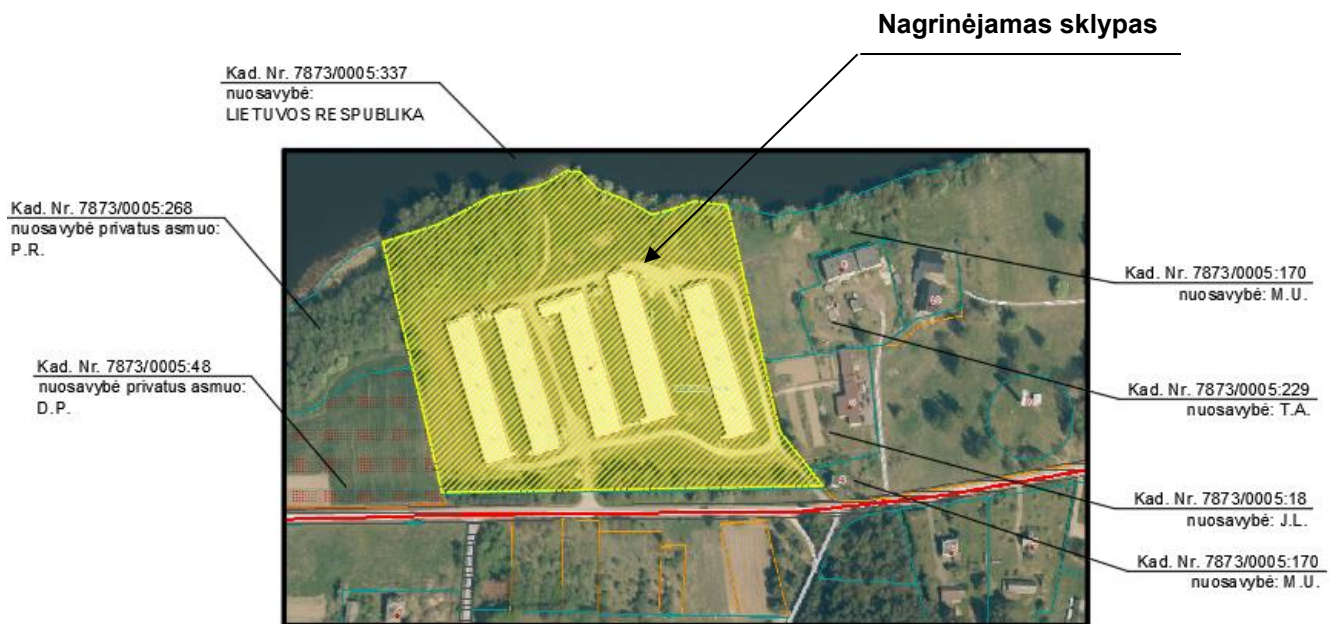 Nagrinėjamas sklypas
Kad. Nr. 7873/0005:337
nuosavybė:
LIETUVOS RESPUBLIKA
Kad. Nr. 7873/0005:268
nuosavybė privatus asmuo:
P.R.
Kad. Nr. 7873/0005:48
nuosavybė privatus asmuo:
D.P.
Kad. Nr. 7873/0005:170
nuosavybė: M.U.
Kad. Nr. 7873/0005:229
nuosavybė: T.A.
Kad. Nr. 7873/0005:18
nuosavybė: J.L.
Kad. Nr. 7873/0005:170
nuosavybė: M.U.